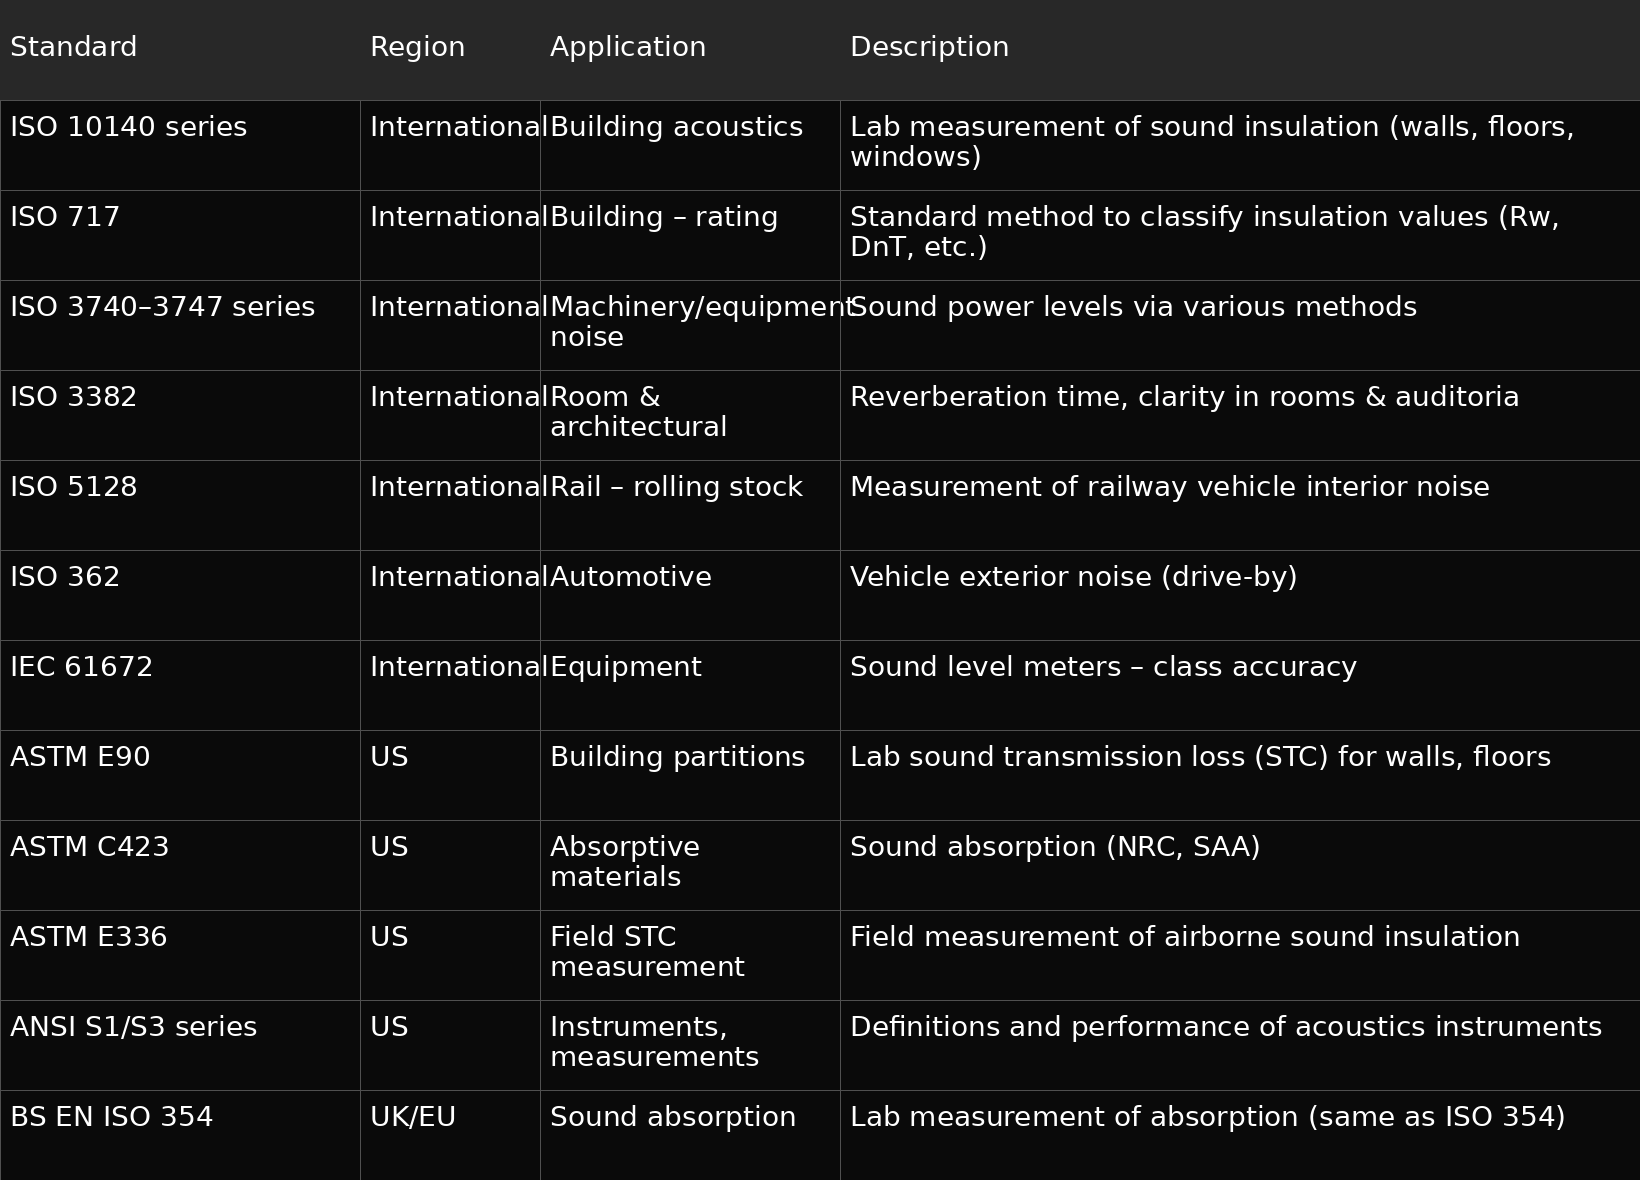 Standard Region Application Description
ISO 10140 series International Building acoustics Lab measurement of sound insulation (walls, floors,
windows)
ISO 717 International Building – rating Standard method to classify insulation values (Rw,
DnT, etc.)
ISO 3740–3747 series International Machinery/equipment Sound power levels via various methods
noise
ISO 3382 International Room & Reverberation time, clarity in rooms & auditoria
architectural
ISO 5128 International Rail – rolling stock Measurement of railway vehicle interior noise
ISO 362 International Automotive Vehicle exterior noise (drive-by)
IEC 61672 International Equipment Sound level meters – class accuracy
ASTM E90 US Building partitions Lab sound transmission loss (STC) for walls, floors
ASTM C423 US Absorptive Sound absorption (NRC, SAA)
materials
ASTM E336 US Field STC Field measurement of airborne sound insulation
measurement
ANSI S1/S3 series US Instruments, Definitions and performance of acoustics instruments
measurements
BS EN ISO 354 UK/EU Sound absorption Lab measurement of absorption (same as ISO 354)